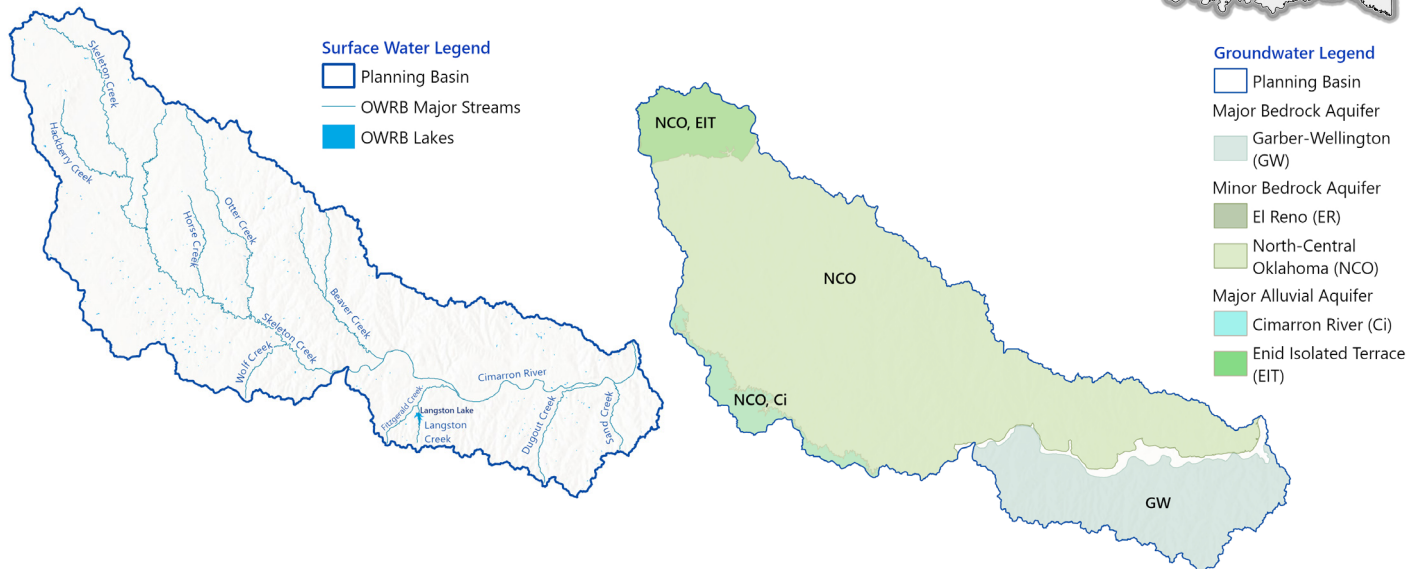 Surface Water Legend
Planning Basin
OWRB Major Streams
OWRB Lakes
Skeleton Creek
Hackberry Creek
Otter Creek
Horse Creek
Beaver Creek
Skeleton Creek
Wolf Creek
Cimarron River
Fitzgerald Creek
Langston Lake
Langston
Creek
Dugout Creek
Sand Creek
NCO, EIT
NCO
NCO, Ci
GW
Groundwater Legend
Planning Basin
Major Bedrock Aquifer
Garber-Wellington
(GW)
Minor Bedrock Aquifer
El Reno (ER)
North-Central
Oklahoma (NCO)
Major Alluvial Aquifer
Cimarron River (Ci)
Enid Isolated Terrace
(EIT)